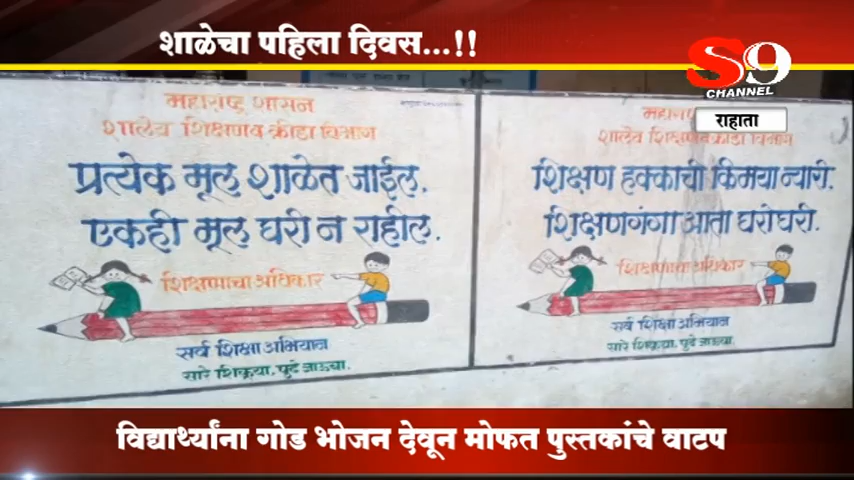 शाळेचा पहिला दिवस...!!
S9
CHANNEL
राहाता
महाराष्ट्र शासन
शालेय शिक्षण व क्रीडा विभाग
प्रत्येक मूल शाळेत जाईल.
एकही मूल घरी न राहील.
शिक्षणाचा अधिकार
सर्व शिक्षा अभियान
सारे शिकूया, पुढे जाऊया.
शालेय शिक्षण व क्रीडा विभाग
शिक्षण हक्काची किमया न्यारी.
शिक्षणगंगा आता घरोघरी.
शिक्षणाचा अधिकार
सर्व शिक्षा अभियान
सारे शिकूया, पुढे जाऊया.
विद्यार्थ्यांना गोड भोजन देवून मोफत पुस्तकांचे वाटप